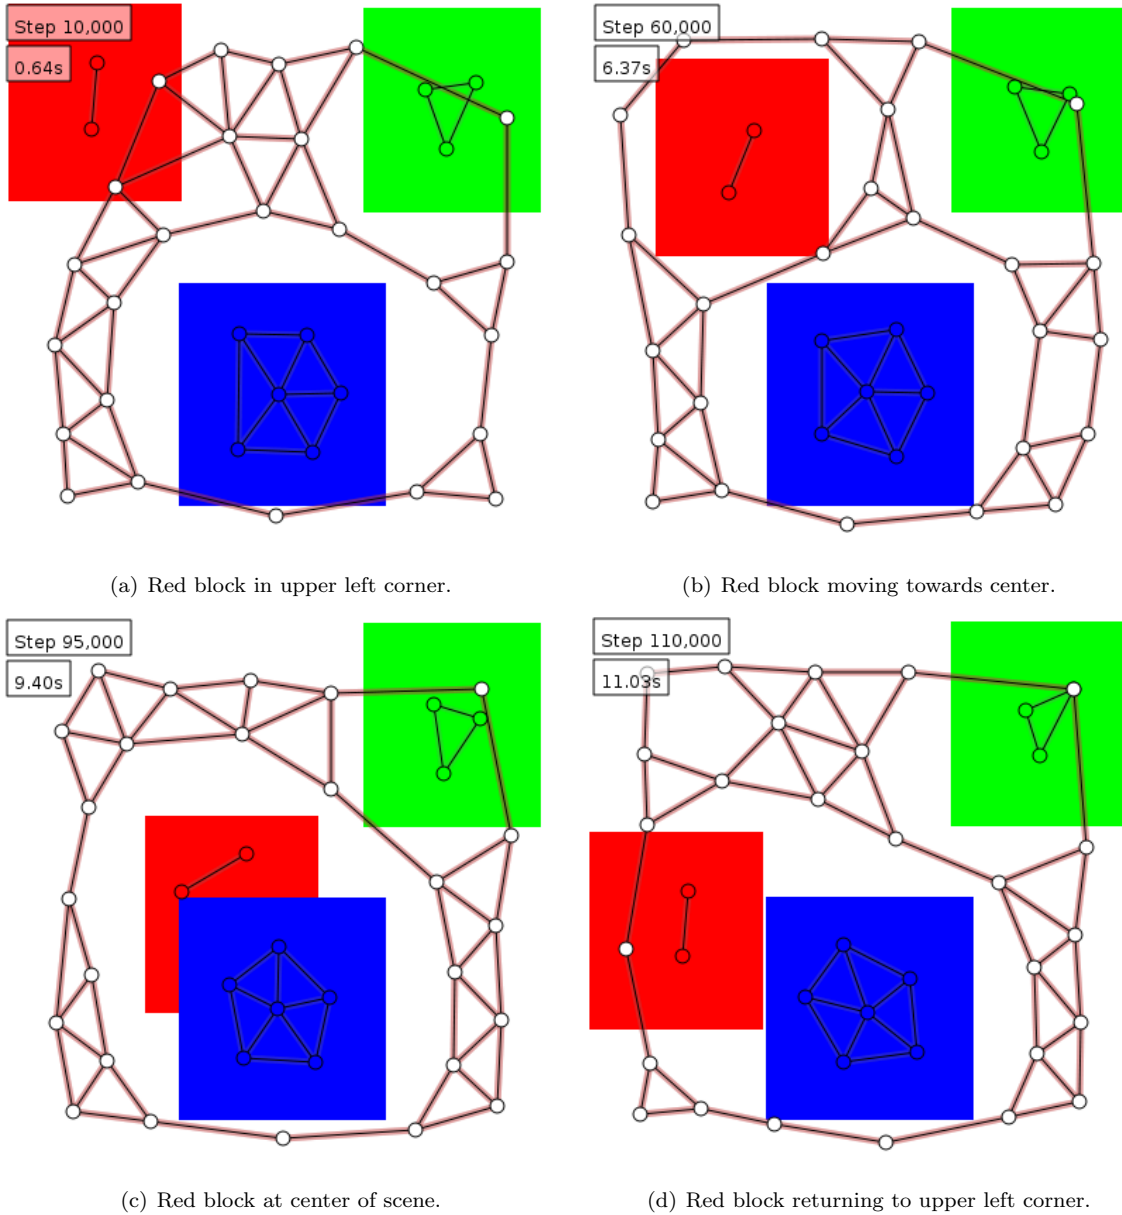 Step 10,000
0.64s
Step 60,000
6.37s
(a) Red block in upper left corner.
(b) Red block moving towards center.
Step 95,000
9.40s
Step 110,000
11.03s
(c) Red block at center of scene.
(d) Red block returning to upper left corner.